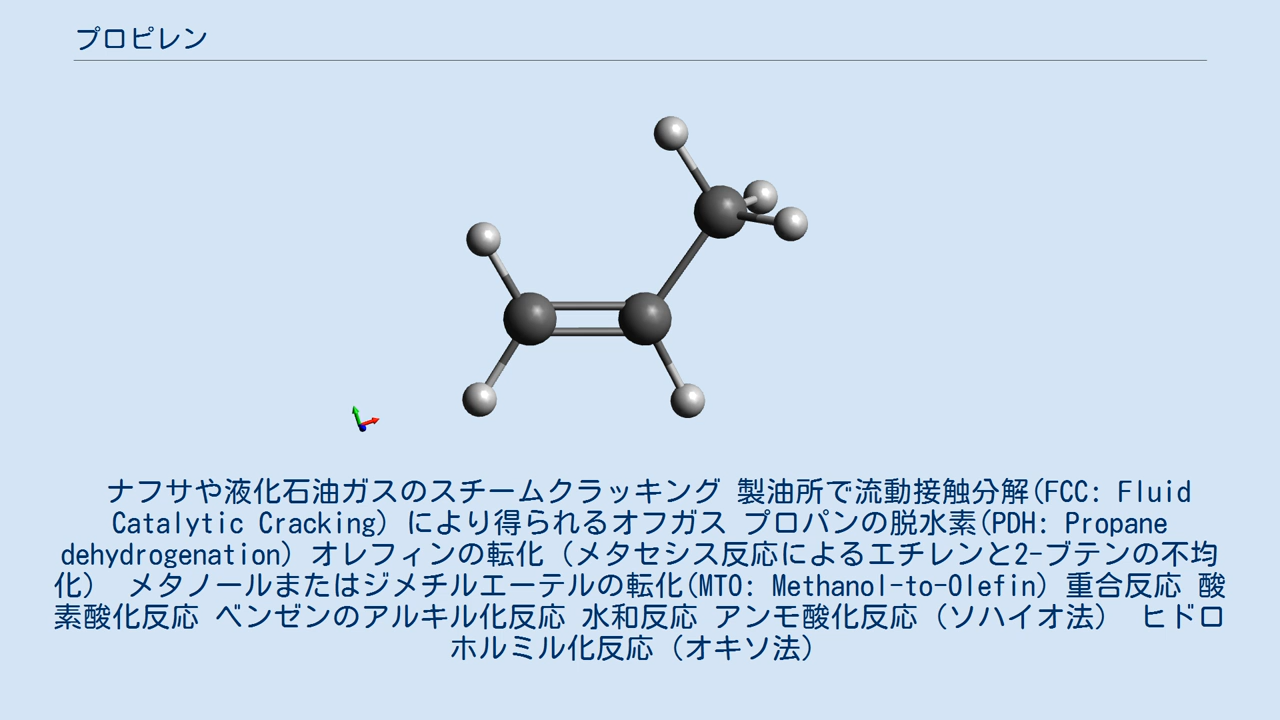 プロピレン
ナフサや液化石油ガスのスチームクラッキング 製油所で流動接触分解(FCC: Fluid
Catalytic Cracking) により得られるオフガス プロパンの脱水素(PDH: Propane
dehydrogenation) オレフィンの転化 (メタセシス反応によるエチレンと2-ブテンの不均
化) メタノールまたはジメチルエーテルの転化(MTO: Methanol-to-Olefin) 重合反応 酸
素酸化反応 ベンゼンのアルキル化反応 水和反応 アンモ酸化反応 (ソハイオ法) ヒドロ
ホルミル化反応 (オキソ法)